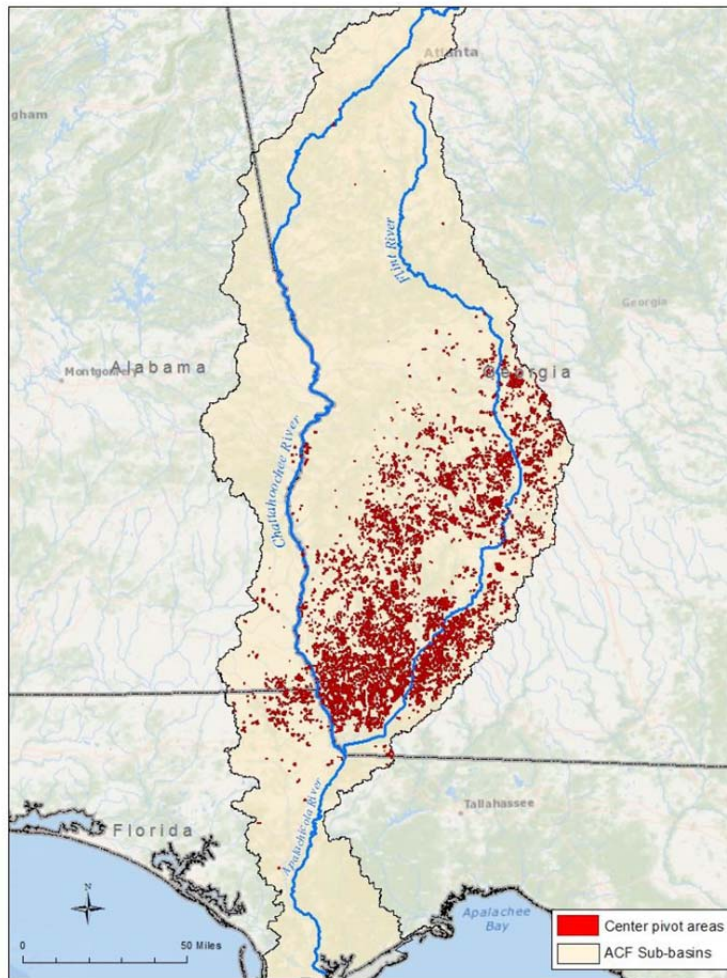 Atlanta
gham
Flint River
Georgia
Alabama
Montgomery
Georgia
Chattahoochee River
Apalachicola River
Tallahassee
Florida
N
Apalachee
Bay
0
50 Miles
Center pivot areas
ACF Sub-basins